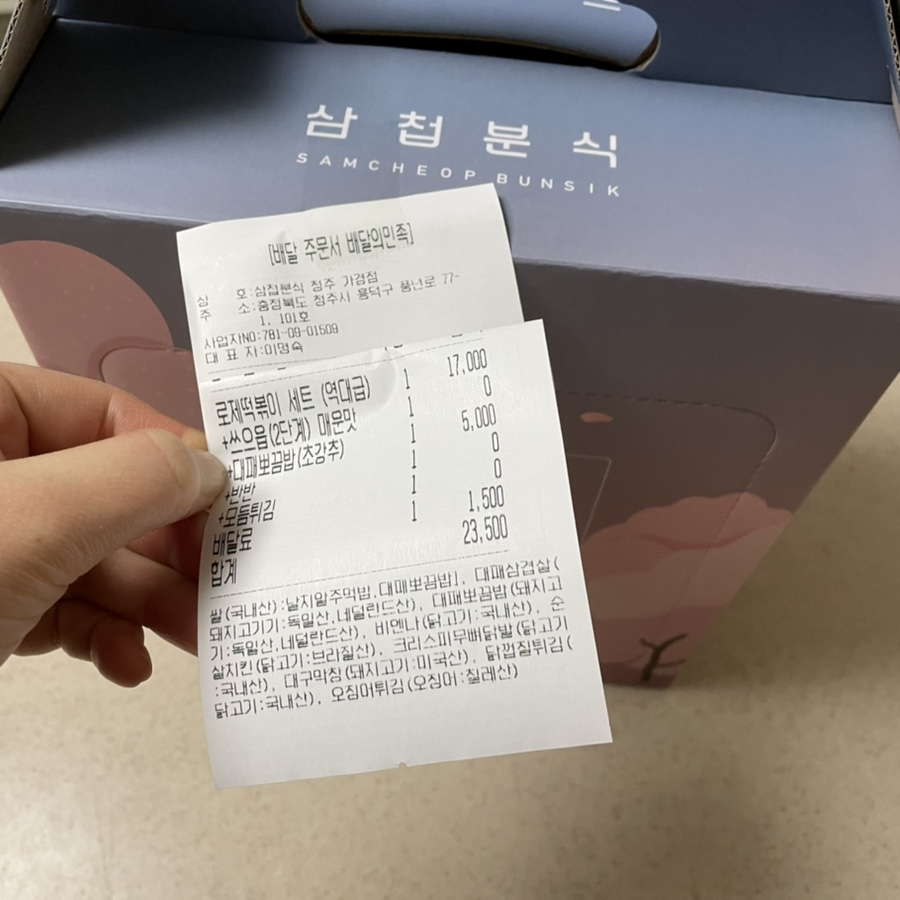 삼첩분식
SAMCHEOP BUNSIK
[배달 주문서 배달의민족]
상 호:삼첩분식 청주 가경점
주 소:충청북도 청주시 흥덕구 풍년로 77-
1, 101호
사업자NO:781-09-01509
대 표 자:이명숙
로제떡볶이 세트 (역대급) 1 17,000
+쓰으읍(2단계) 매운맛 1 0
+대패뽀끔밥(초강추) 1 5,000
+반반 1 0
+모듬튀김 1 0
배달료 1 1,500
합계 23,500
쌀(국내산):날치알주먹밥,대패뽀끔밥], 대패삼겹살(
돼지고기기:독일산,네덜란드산), 대패뽀끔밥(돼지고
기:독일산,네덜란드산), 비엔나(닭고기:국내산), 순
살치킨(닭고기:브라질산), 크리스피무뼈닭발(닭고기
:국내산), 대구막창(돼지고기:미국산), 닭껍질튀김(
닭고기:국내산), 오징어튀김(오징어:칠레산)